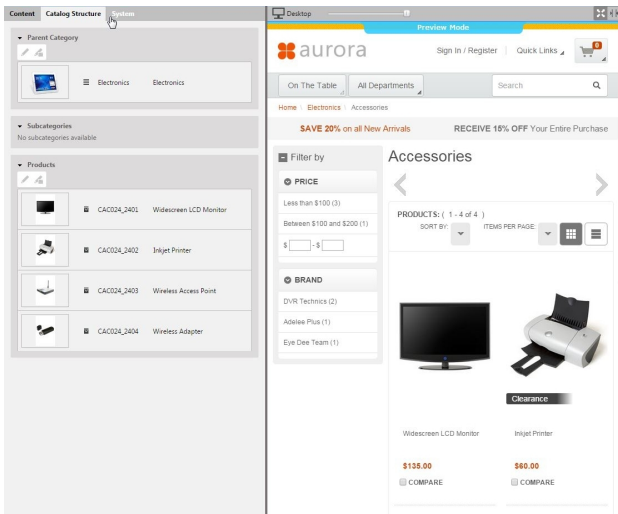 Content Catalog Structure System
Parent Category
Electronics Electronics
Subcategories
No subcategories available
Products
CAC024_2401 Widescreen LCD Monitor
CAC024_2402 Inkjet Printer
CAC024_2403 Wireless Access Point
CAC024_2404 Wireless Adapter
Desktop
Preview Mode
aurora
Sign In / Register Quick Links
0
On The Table All Departments Search
Home Electronics Accessories
SAVE 20% on all New Arrivals RECEIVE 15% OFF Your Entire Purchase
Filter by
PRICE
Less than $100 (3)
Between $100 and $200 (1)
$ - $
BRAND
DVR Technics (2)
Adelee Plus (1)
Eye Dee Team (1)
Accessories
PRODUCTS: ( 1 - 4 of 4 )
SORT BY: ITEMS PER PAGE:
Clearance
Widescreen LCD Monitor Inkjet Printer
$135.00 $60.00
COMPARE COMPARE